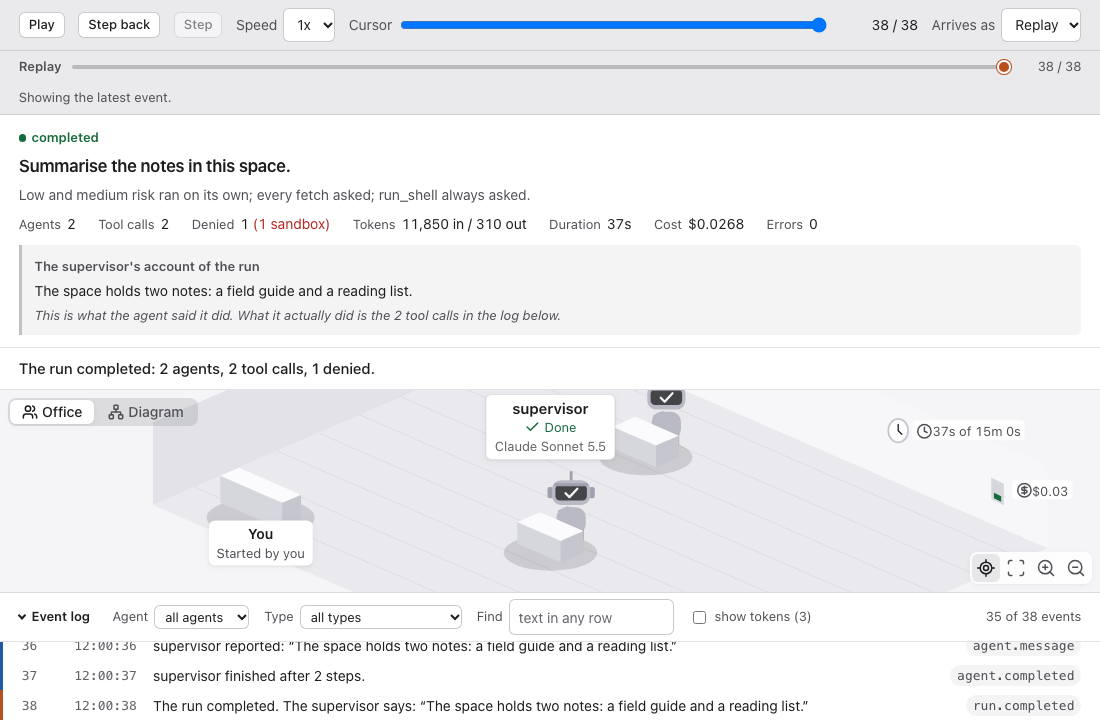 Play Step back Step Speed 1x Cursor 38 / 38 Arrives as Replay
Replay 38 / 38
Showing the latest event.
completed
Summarise the notes in this space.
Low and medium risk ran on its own; every fetch asked; run_shell always asked.
Agents 2 Tool calls 2 Denied 1 (1 sandbox) Tokens 11,850 in / 310 out Duration 37s Cost $0.0268 Errors 0
The supervisor's account of the run
The space holds two notes: a field guide and a reading list.
This is what the agent said it did. What it actually did is the 2 tool calls in the log below.
The run completed: 2 agents, 2 tool calls, 1 denied.
Office Diagram
supervisor
Done
Claude Sonnet 5.5
37s of 15m 0s
$0.03
You
Started by you
Event log Agent all agents Type all types Find text in any row show tokens (3) 35 of 38 events
36 12:00:36 supervisor reported: “The space holds two notes: a field guide and a reading list.” agent.message
37 12:00:37 supervisor finished after 2 steps. agent.completed
38 12:00:38 The run completed. The supervisor says: “The space holds two notes: a field guide and a reading list.” run.completed